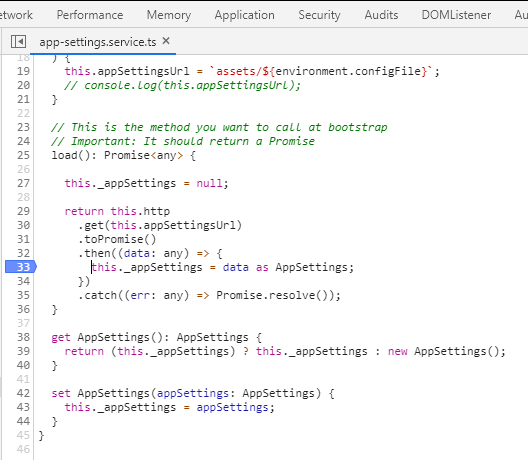 etwork Performance Memory Application Security Audits DOMListener Au
app-settings.service.ts ×
18 ) {
19 this.appSettingsUrl = `assets/${environment.configFile}`;
20 // console.log(this.appSettingsUrl);
21 }
22
23 // This is the method you want to call at bootstrap
24 // Important: It should return a Promise
25 load(): Promise<any> {
26
27 this._appSettings = null;
28
29 return this.http
30 .get(this.appSettingsUrl)
31 .toPromise()
32 .then((data: any) => {
33 this._appSettings = data as AppSettings;
34 })
35 .catch((err: any) => Promise.resolve());
36 }
37
38 get AppSettings(): AppSettings {
39 return (this._appSettings) ? this._appSettings : new AppSettings();
40 }
41
42 set AppSettings(appSettings: AppSettings) {
43 this._appSettings = appSettings;
44 }
45 }
46